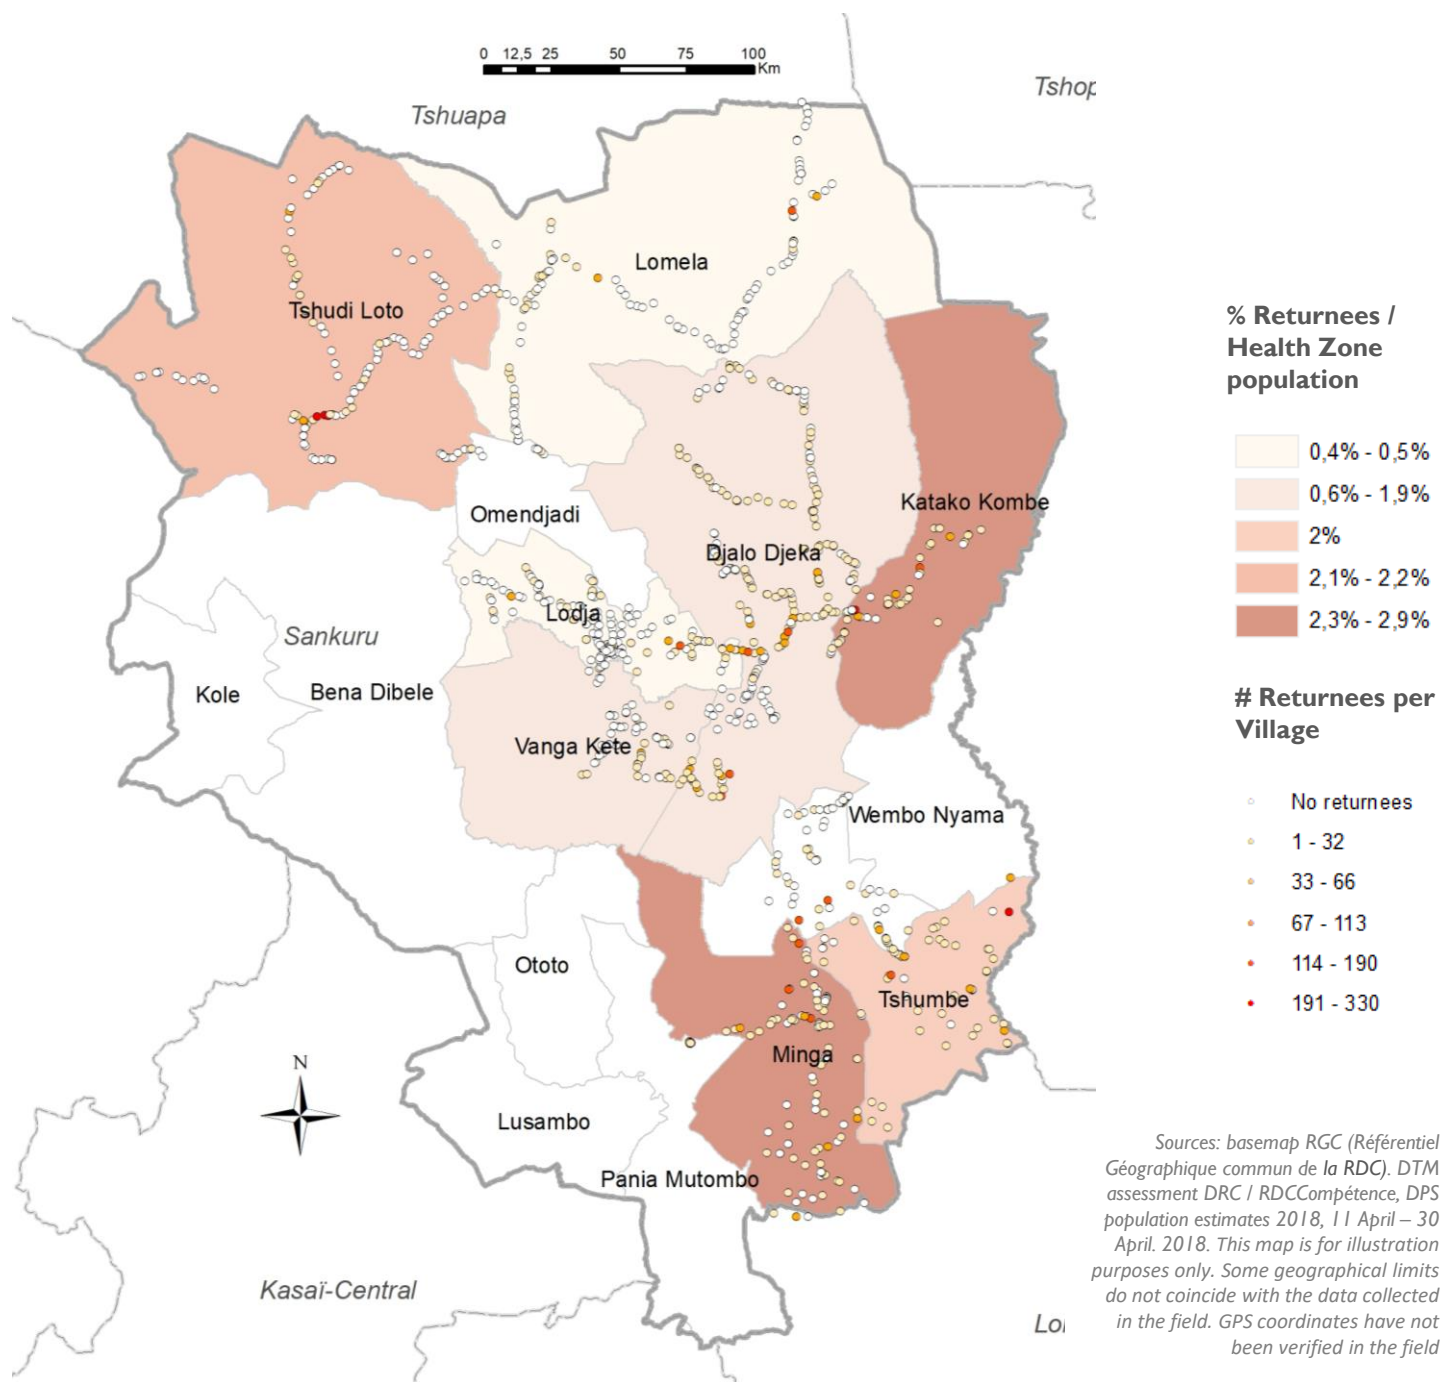 0 12,5 25 50 75 100
Km
Tshuapa
Tshop
Lomela
Tshudi Loto
Katako Kombe
Omendjadi
Djalo Djeka
Lodja
Sankuru
Kole
Bena Dibele
Vanga Kete
Wembo Nyama
Ototo
Tshumbe
Minga
N
Lusambo
Pania Mutombo
Kasaï-Central
Lo
% Returnees /
Health Zone
population
0,4% - 0,5%
0,6% - 1,9%
2%
2,1% - 2,2%
2,3% - 2,9%
# Returnees per
Village
No returnees
1 - 32
33 - 66
67 - 113
114 - 190
191 - 330
Sources: basemap RGC (Référentiel
Géographique commun de la RDC). DTM
assessment DRC / RDCCompétence, DPS
population estimates 2018, 11 April – 30
April. 2018. This map is for illustration
purposes only. Some geographical limits
do not coincide with the data collected
in the field. GPS coordinates have not
been verified in the field